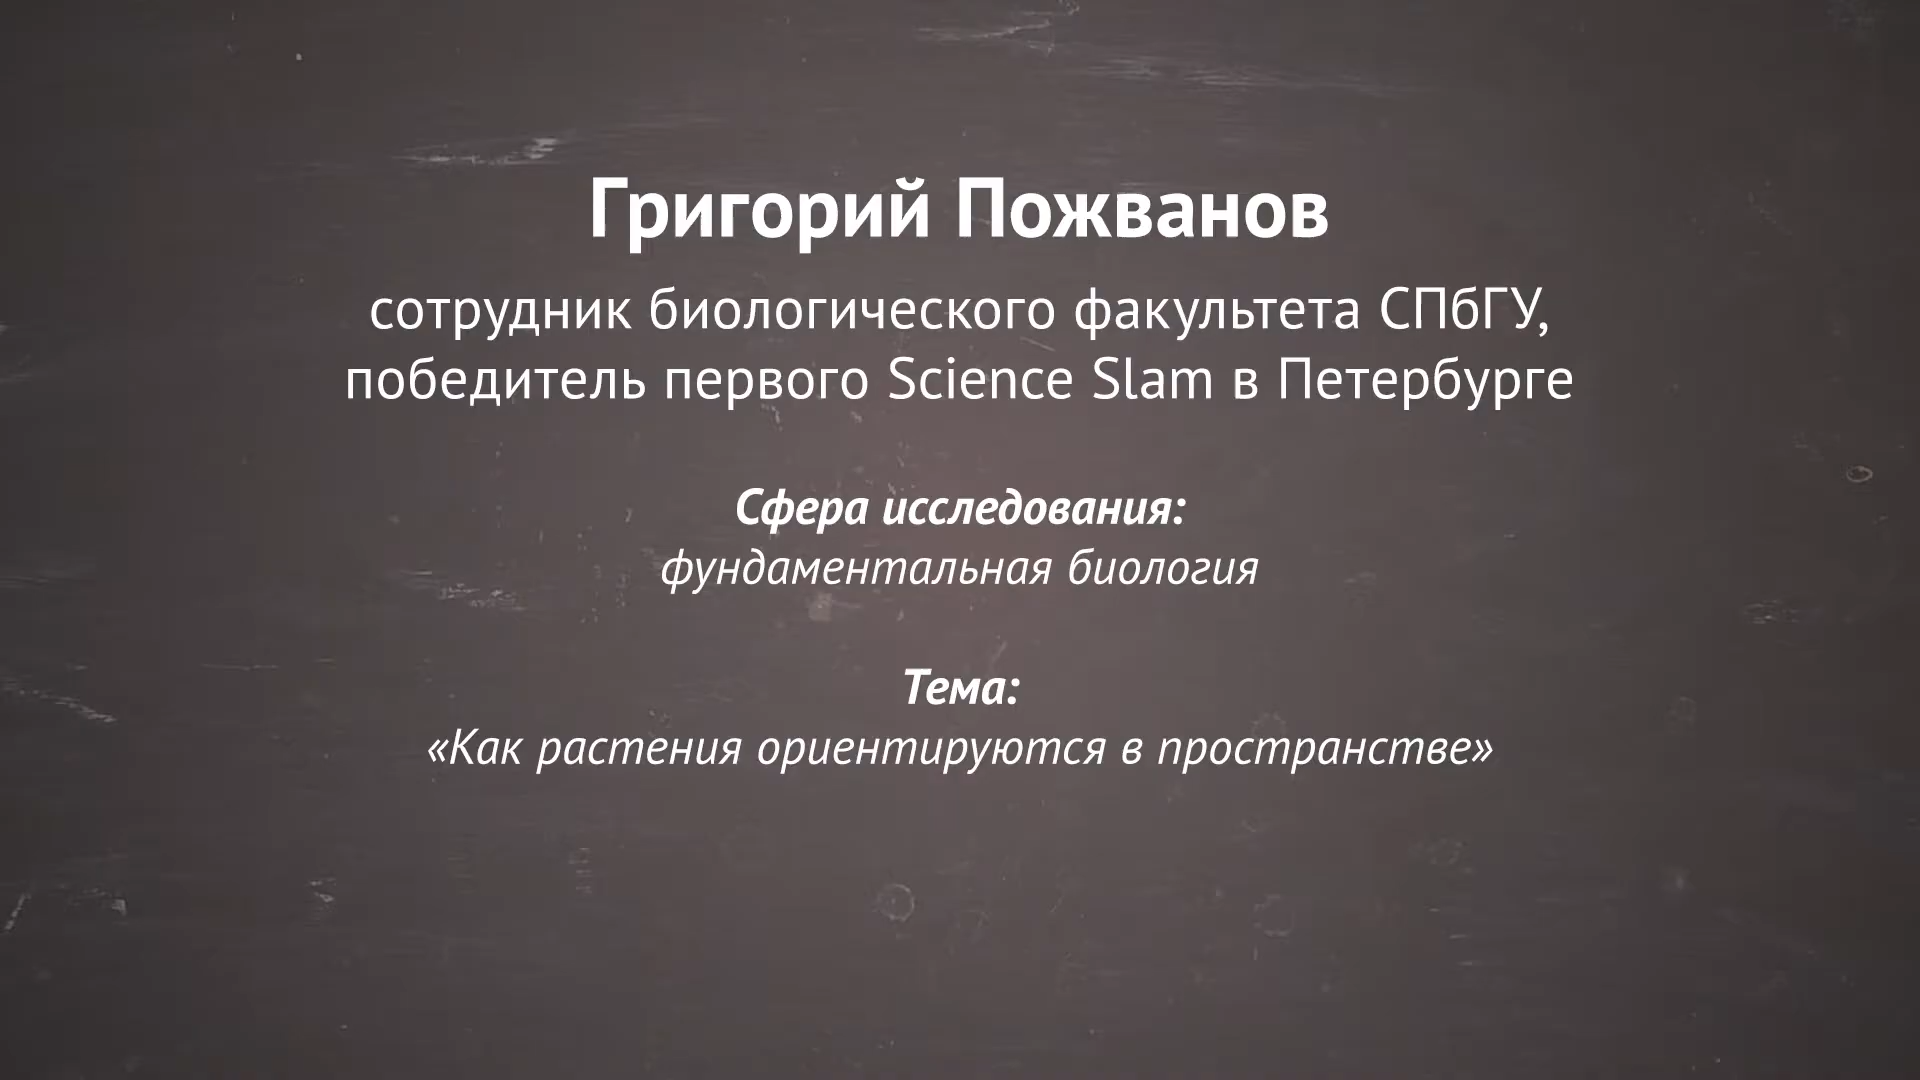 Григорий Пожванов
сотрудник биологического факультета СПбГУ,
победитель первого Science Slam в Петербурге
Сфера исследования:
фундаментальная биология
Тема:
«Как растения ориентируются в пространстве»